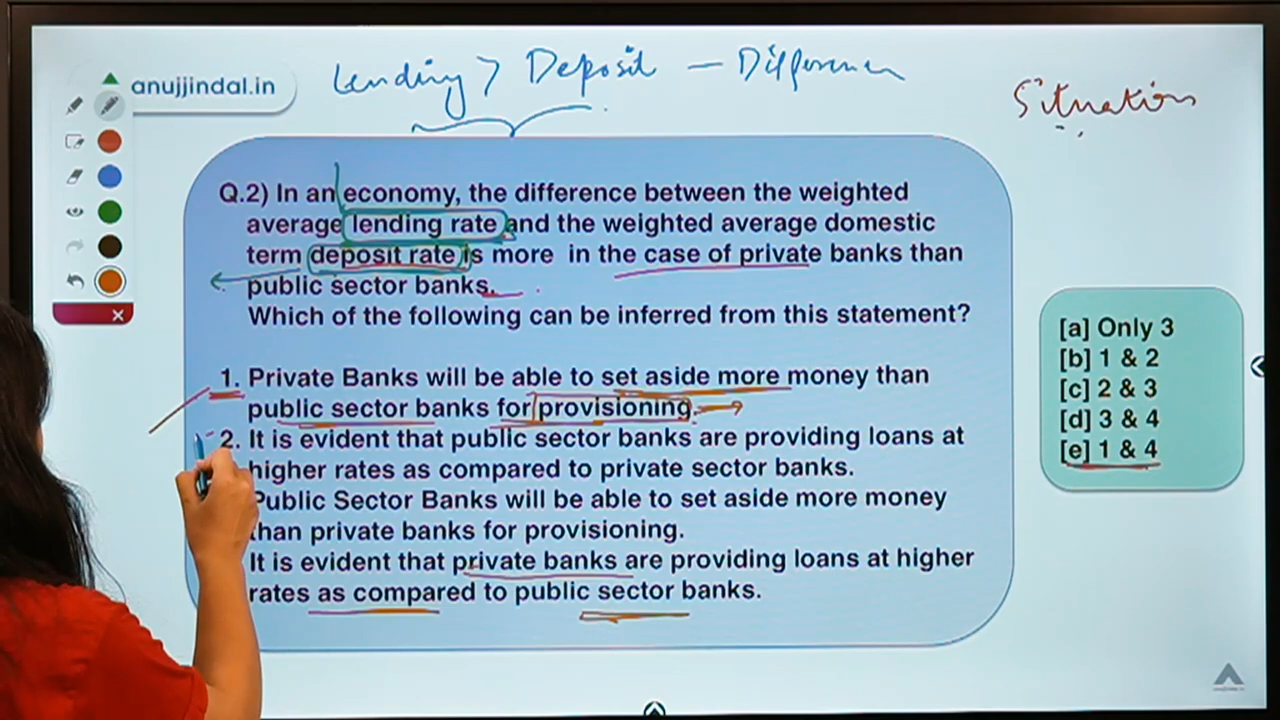 Lending > Deposit - Difference
anujjindal.in
Situation
Q.2) In an economy, the difference between the weighted
average lending rate and the weighted average domestic
term deposit rate is more in the case of private banks than
public sector banks.
Which of the following can be inferred from this statement?
1. Private Banks will be able to set aside more money than
public sector banks for provisioning.
2. It is evident that public sector banks are providing loans at
higher rates as compared to private sector banks.
Public Sector Banks will be able to set aside more money
than private banks for provisioning.
It is evident that private banks are providing loans at higher
rates as compared to public sector banks.
[a] Only 3
[b] 1 & 2
[c] 2 & 3
[d] 3 & 4
[e] 1 & 4